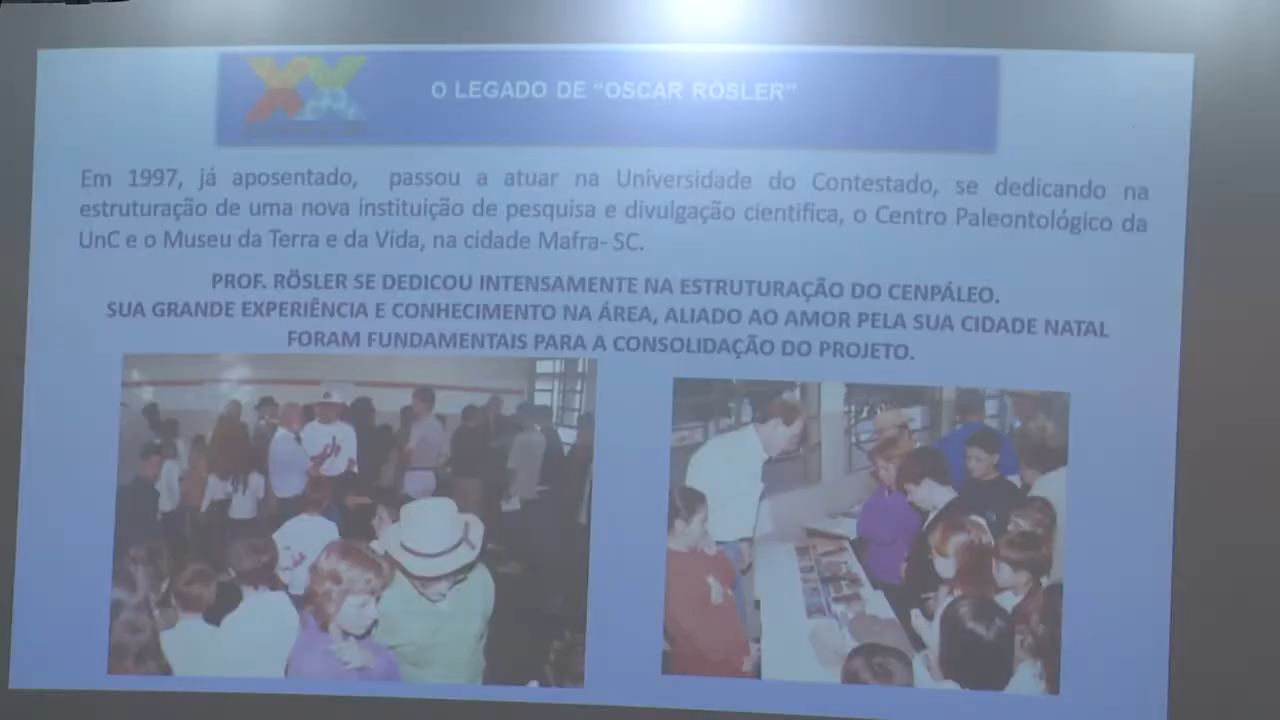 O LEGADO DE "OSCAR RÖSLER"
Em 1997, já aposentado, passou a atuar na Universidade do Contestado, se dedicando na
estruturação de uma nova instituição de pesquisa e divulgação cientifica, o Centro Paleontológico da
UnC e o Museu da Terra e da Vida, na cidade Mafra- SC.
PROF. RÖSLER SE DEDICOU INTENSAMENTE NA ESTRUTURAÇÃO DO CENPÁLEO.
SUA GRANDE EXPERIÊNCIA E CONHECIMENTO NA ÁREA, ALIADO AO AMOR PELA SUA CIDADE NATAL
FORAM FUNDAMENTAIS PARA A CONSOLIDAÇÃO DO PROJETO.